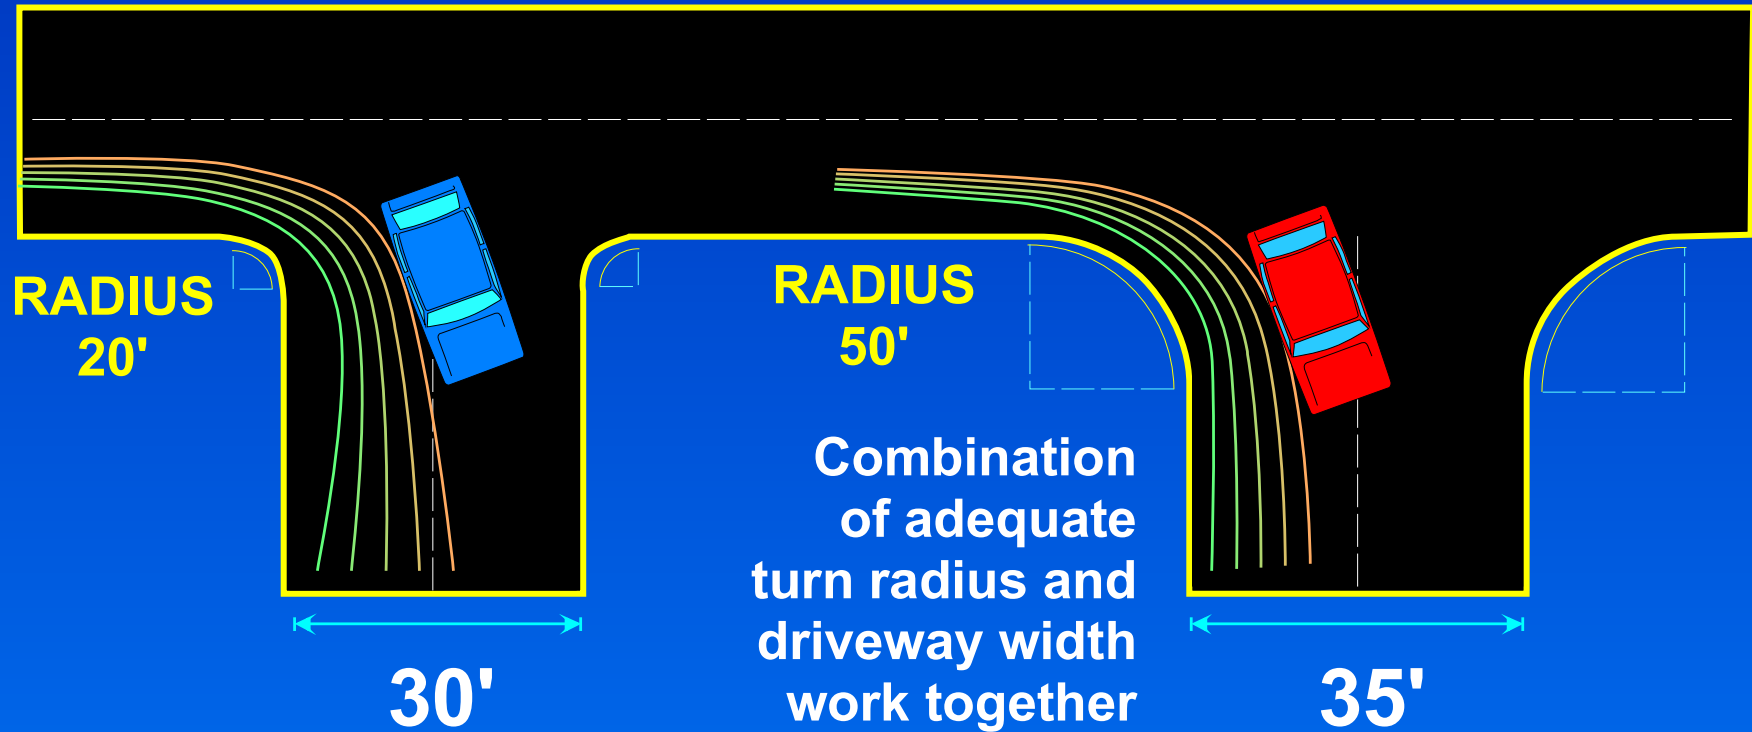 RADIUS
20'
RADIUS
50'
Combination
of adequate
turn radius and
driveway width
work together
30'
35'